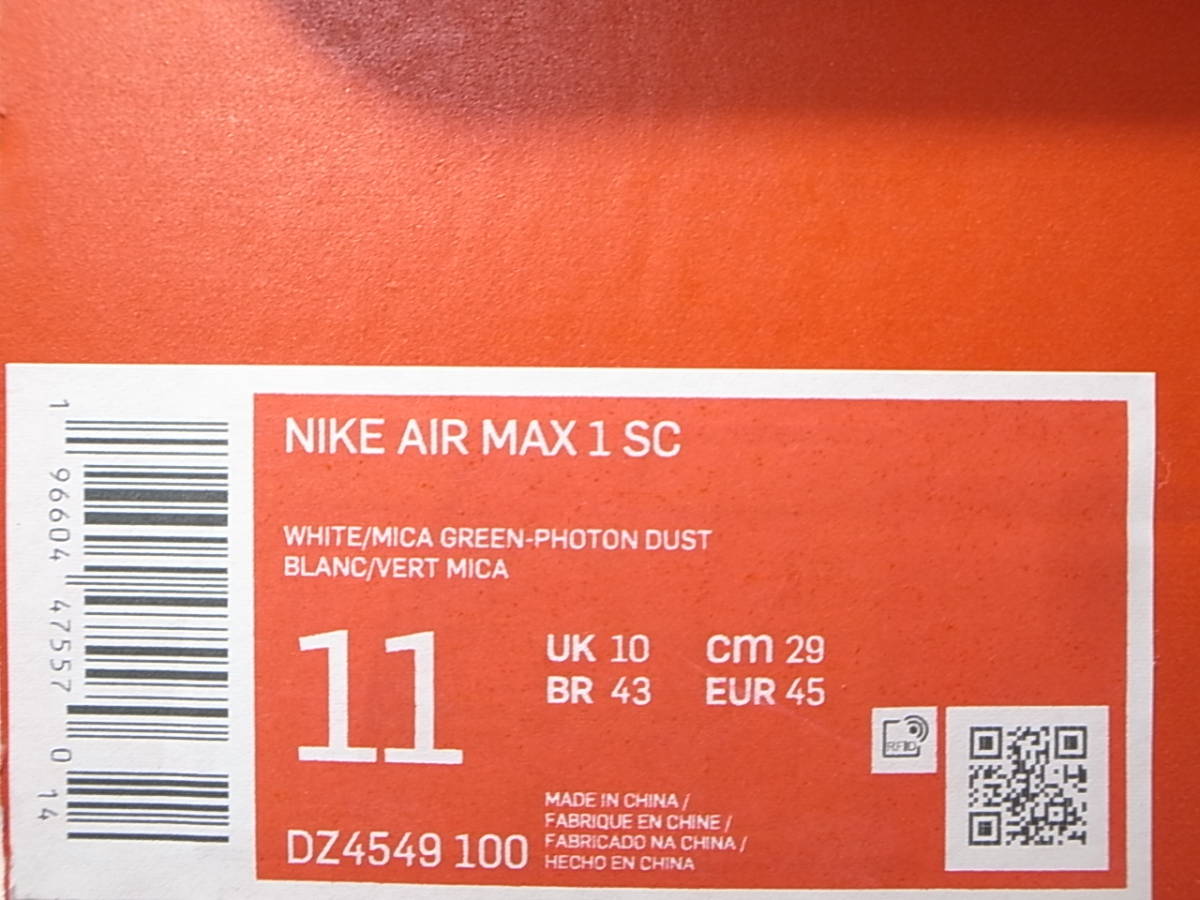 NIKE AIR MAX 1 SC
WHITE/MICA GREEN-PHOTON DUST
BLANC/VERT MICA
11
UK 10 cm 29
BR 43 EUR 45
RFID
DZ4549 100
MADE IN CHINA /
FABRIQUE EN CHINE /
FABRICADO NA CHINA /
HECHO EN CHINA
1 96604 47557 0 14